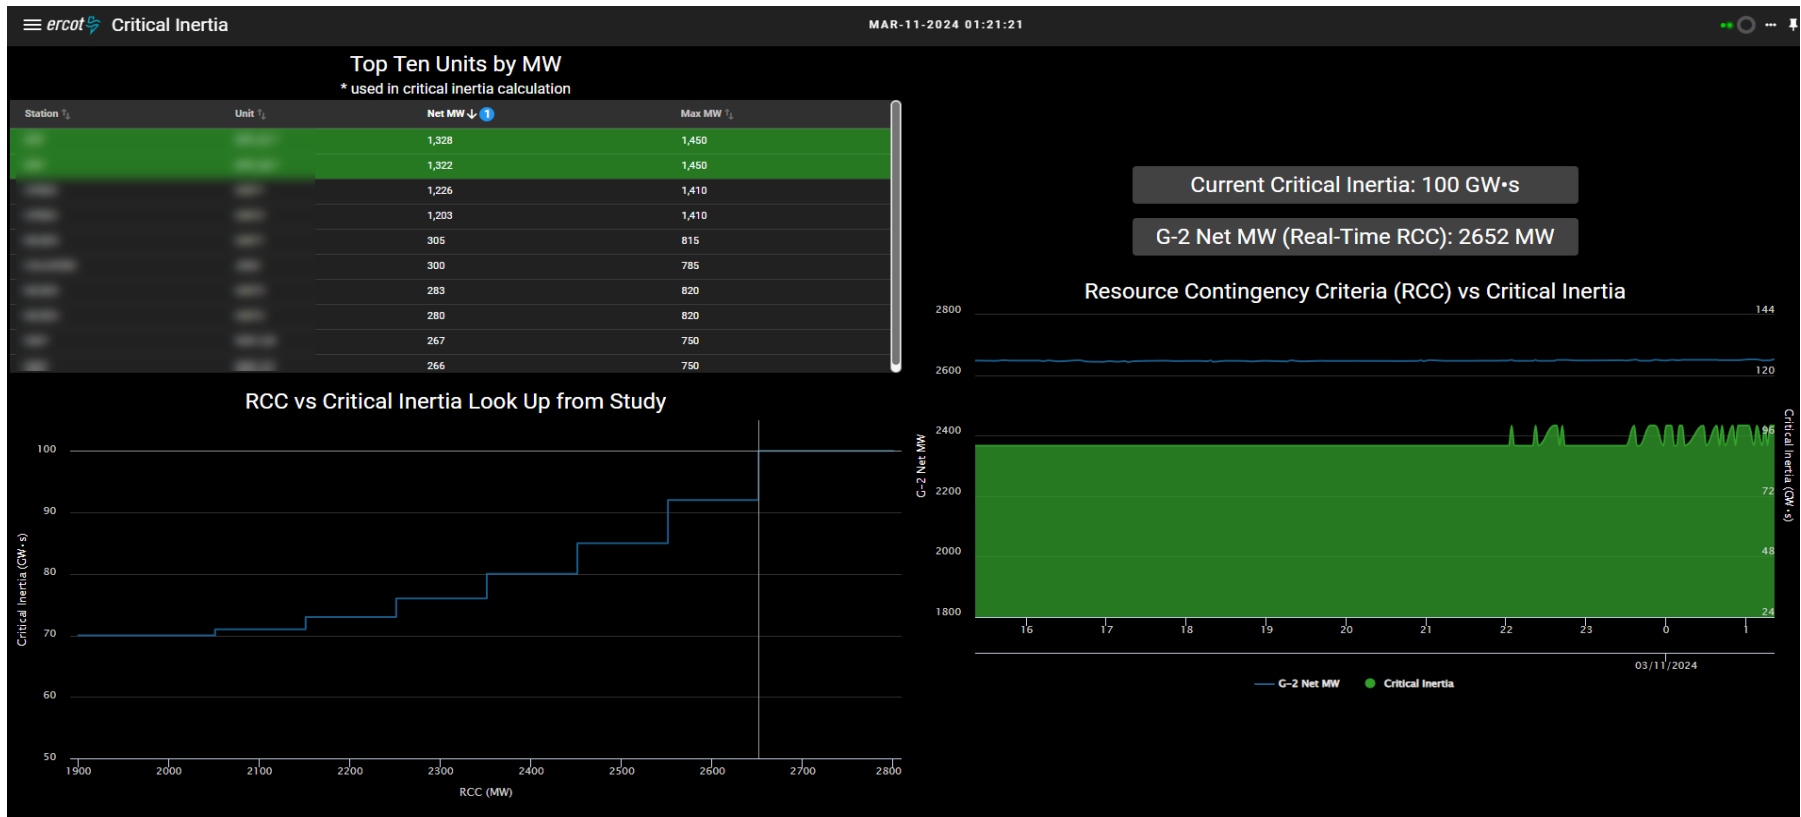 ercot Critical Inertia
MAR-11-2024 01:21:21
Top Ten Units by MW
* used in critical inertia calculation
Station Unit Net MW 1 Max MW
1,328 1,450
1,322 1,450
1,226 1,410
1,203 1,410
305 815
300 785
283 820
280 820
267 750
266 750
RCC vs Critical Inertia Look Up from Study
Critical Inertia (GW•s)
100
90
80
70
60
50
1900 2000 2100 2200 2300 2400 2500 2600 2700 2800
RCC (MW)
Current Critical Inertia: 100 GW•s
G-2 Net MW (Real-Time RCC): 2652 MW
Resource Contingency Criteria (RCC) vs Critical Inertia
G-2 Net MW
2800 144
2600 120
2400 96
2200 72
2000 48
1800 24
Critical Inertia (GW•s)
16 17 18 19 20 21 22 23 0 1
03/11/2024
G-2 Net MW Critical Inertia